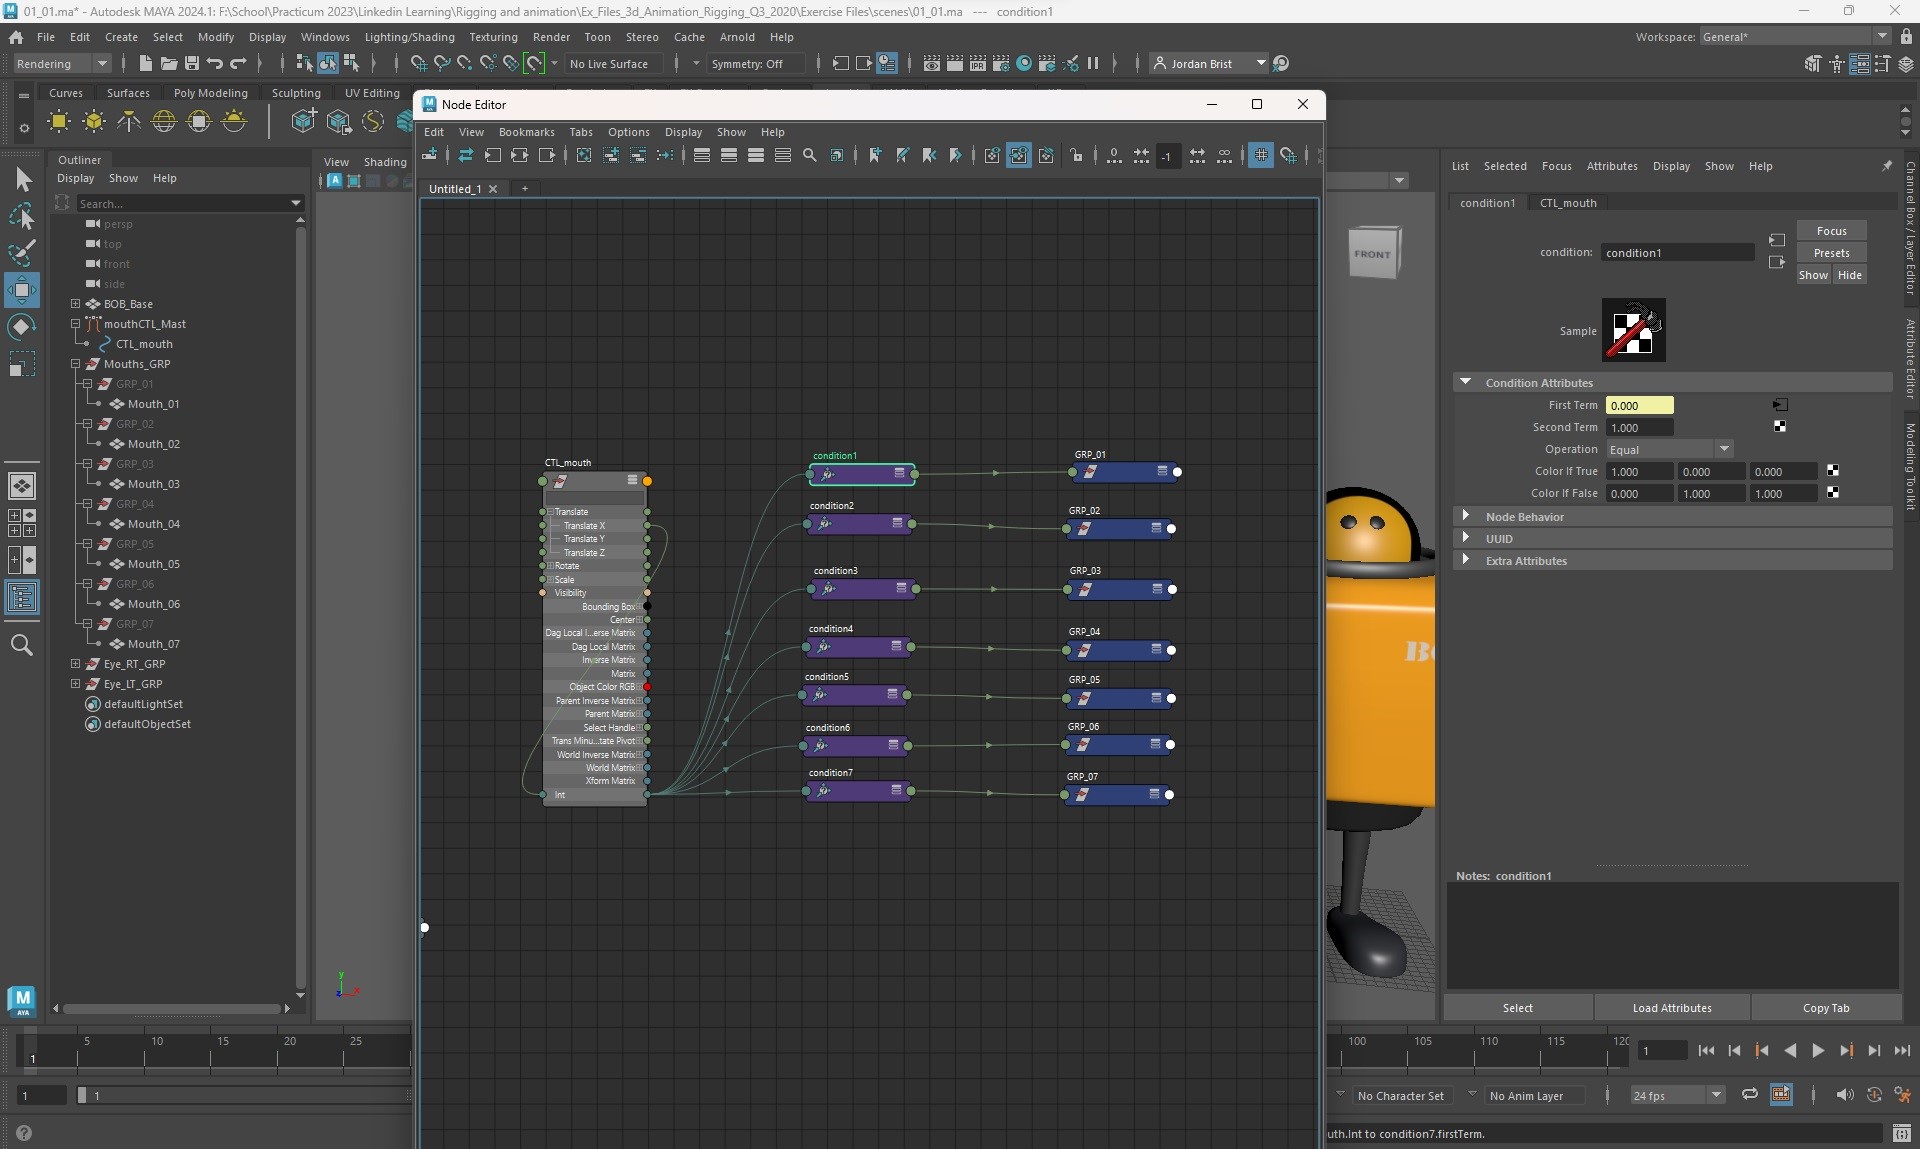 01_01.ma* - Autodesk MAYA 2024.1: F:\School\Practicum 2023\Linkedin Learning\Rigging and animation\Ex_Files_3d_Animation_Rigging_Q3_2020\Exercise Files\scenes\01_01.ma --- condition1
File Edit Create Select Modify Display Windows Lighting/Shading Texturing Render Toon Stereo Cache Arnold Help
Workspace: General*
Rendering No Live Surface Symmetry: Off Jordan Brist
Curves Surfaces Poly Modeling Sculpting UV Editing
Node Editor
Edit View Bookmarks Tabs Options Display Show Help
-1
Untitled_1 +
Outliner
Display Show Help
Search...
persp
top
front
side
BOB_Base
mouthCTL_Mast
CTL_mouth
Mouths_GRP
GRP_01
Mouth_01
GRP_02
Mouth_02
GRP_03
Mouth_03
GRP_04
Mouth_04
GRP_05
Mouth_05
GRP_06
Mouth_06
GRP_07
Mouth_07
Eye_RT_GRP
Eye_LT_GRP
defaultLightSet
defaultObjectSet
View Shading
CTL_mouth
Translate
Translate X
Translate Y
Translate Z
Rotate
Scale
Visibility
Bounding Box
Center
Dag Local I...erse Matrix
Dag Local Matrix
Inverse Matrix
Matrix
Object Color RGB
Parent Inverse Matrix
Parent Matrix
Select Handle
Trans Minu...tate Pivot
World Inverse Matrix
World Matrix
Xform Matrix
Int
condition1
condition2
condition3
condition4
condition5
condition6
condition7
GRP_01
GRP_02
GRP_03
GRP_04
GRP_05
GRP_06
GRP_07
FRONT
List Selected Focus Attributes Display Show Help
condition1 CTL_mouth
condition: condition1
Focus
Presets
Show Hide
Sample
Condition Attributes
First Term 0.000
Second Term 1.000
Operation Equal
Color If True 1.000 0.000 0.000
Color If False 0.000 1.000 1.000
Node Behavior
UUID
Extra Attributes
Notes: condition1
Select Load Attributes Copy Tab
Channel Box / Layer Editor
Attribute Editor
Modeling Toolkit
M
AYA
y
z x
1 5 10 15 20 25
100 105 110 115 120
1
1 1
No Character Set No Anim Layer 24 fps
uth.Int to condition7.firstTerm.